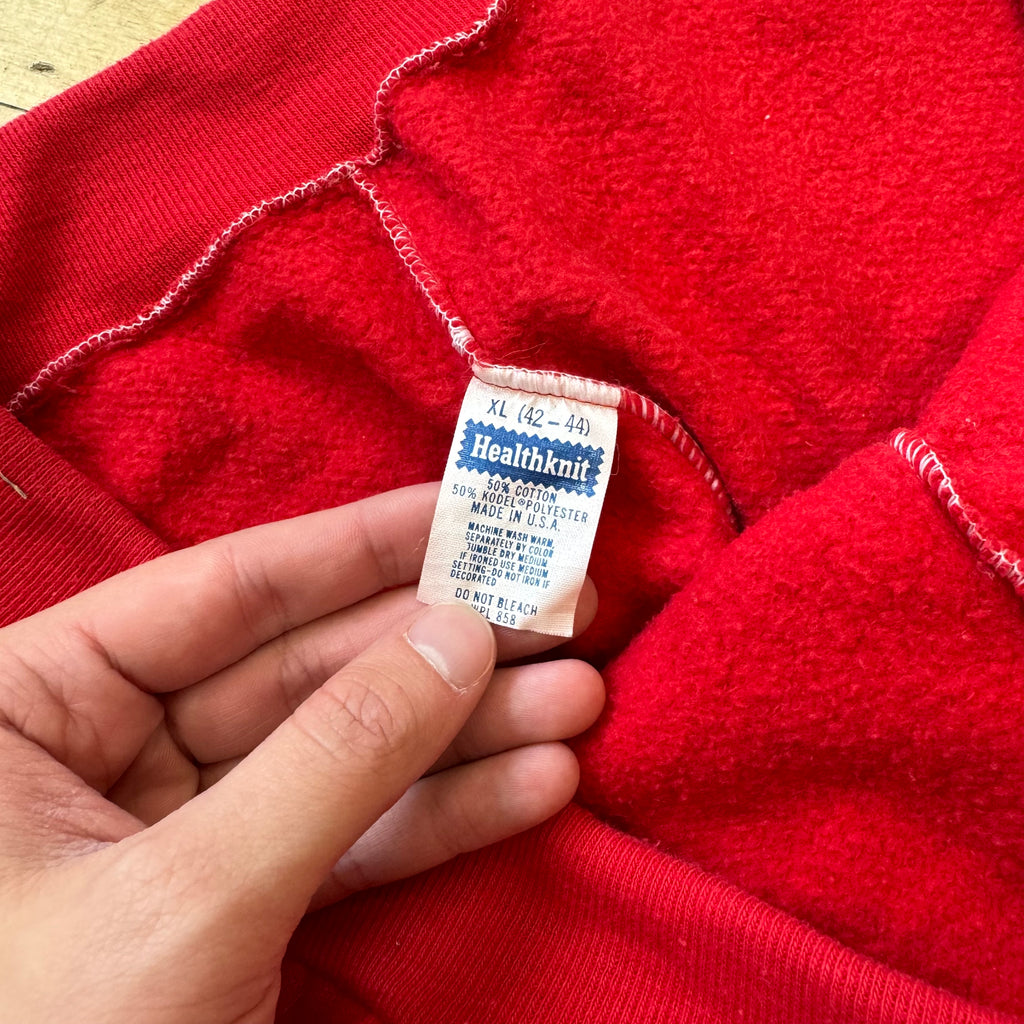 XL (42 – 44)
Healthknit
50% COTTON
50% KODEL® POLYESTER
MADE IN U.S.A.
MACHINE WASH WARM,
SEPARATELY BY COLOR
TUMBLE DRY MEDIUM
IF IRONED USE MEDIUM
SETTING-DO NOT IRON IF
DECORATED
DO NOT BLEACH
WPL 858